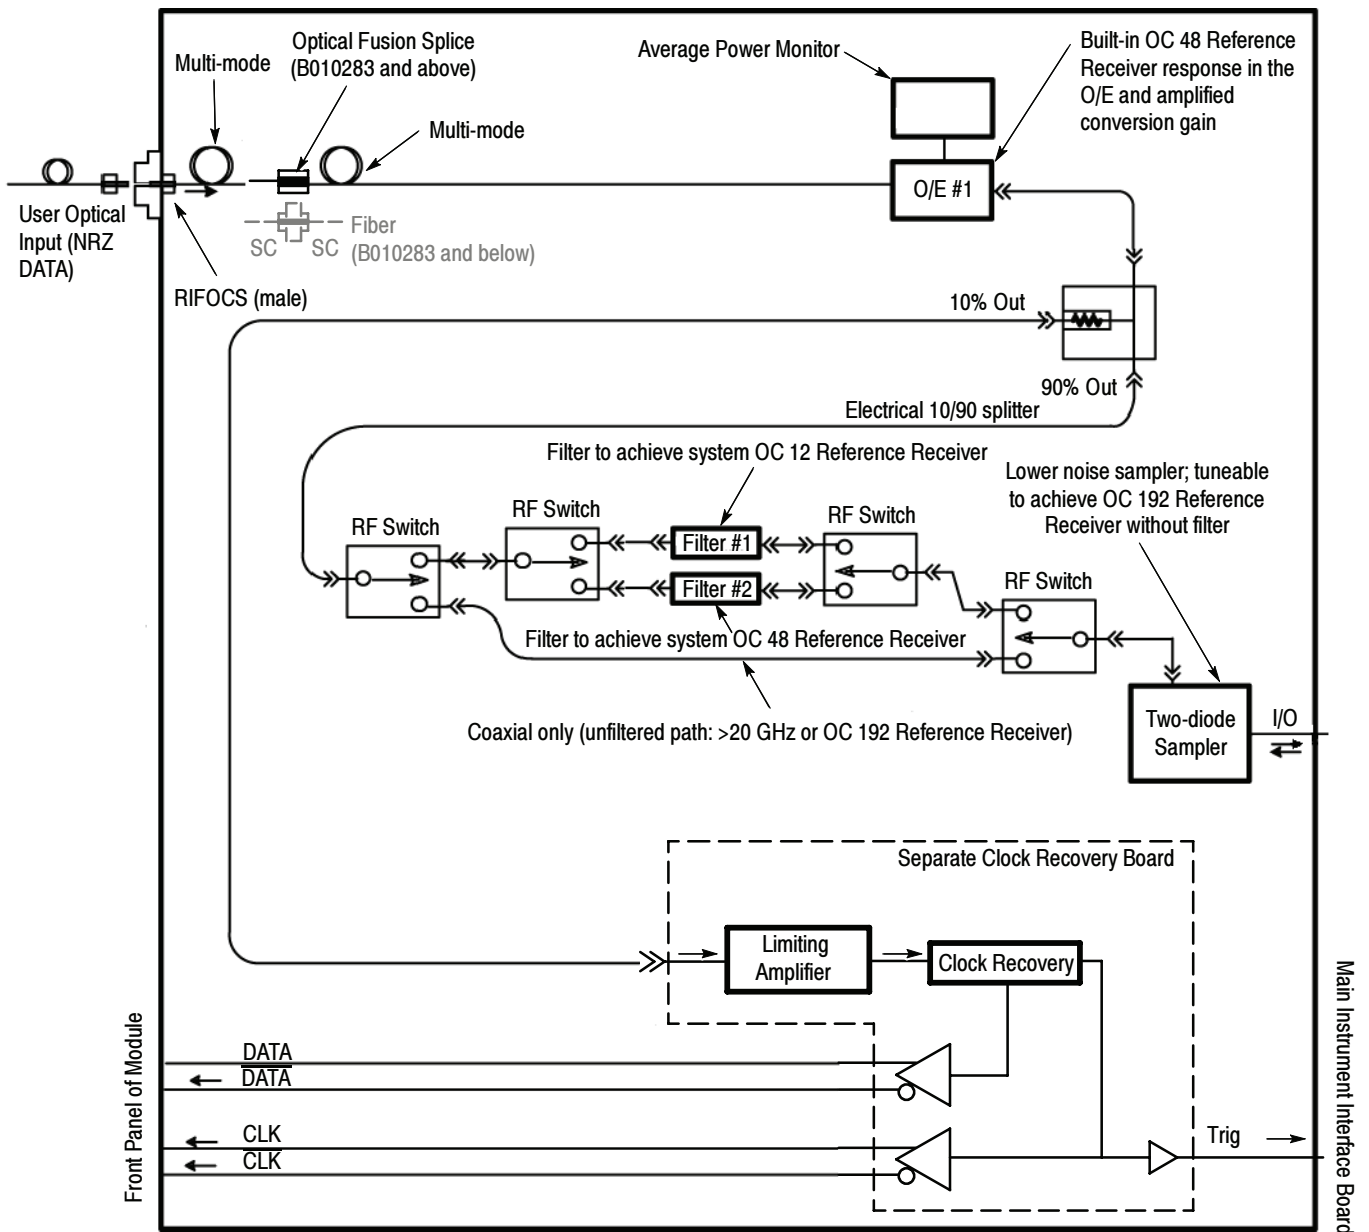 Optical Fusion Splice
(B010283 and above)
Multi-mode
Multi-mode
Average Power Monitor
Built-in OC 48 Reference
Receiver response in the
O/E and amplified
conversion gain
O/E #1
User Optical
Input (NRZ
DATA)
SC
SC
Fiber
(B010283 and below)
RIFOCS (male)
10% Out
90% Out
Electrical 10/90 splitter
Filter to achieve system OC 12 Reference Receiver
Lower noise sampler; tuneable
to achieve OC 192 Reference
Receiver without filter
RF Switch
RF Switch
RF Switch
RF Switch
Filter #1
Filter #2
Filter to achieve system OC 48 Reference Receiver
Coaxial only (unfiltered path: >20 GHz or OC 192 Reference Receiver)
Two-diode
Sampler
I/O
Separate Clock Recovery Board
Limiting
Amplifier
Clock Recovery
Front Panel of Module
DATA
DATA
CLK
CLK
Trig
Main Instrument Interface Board